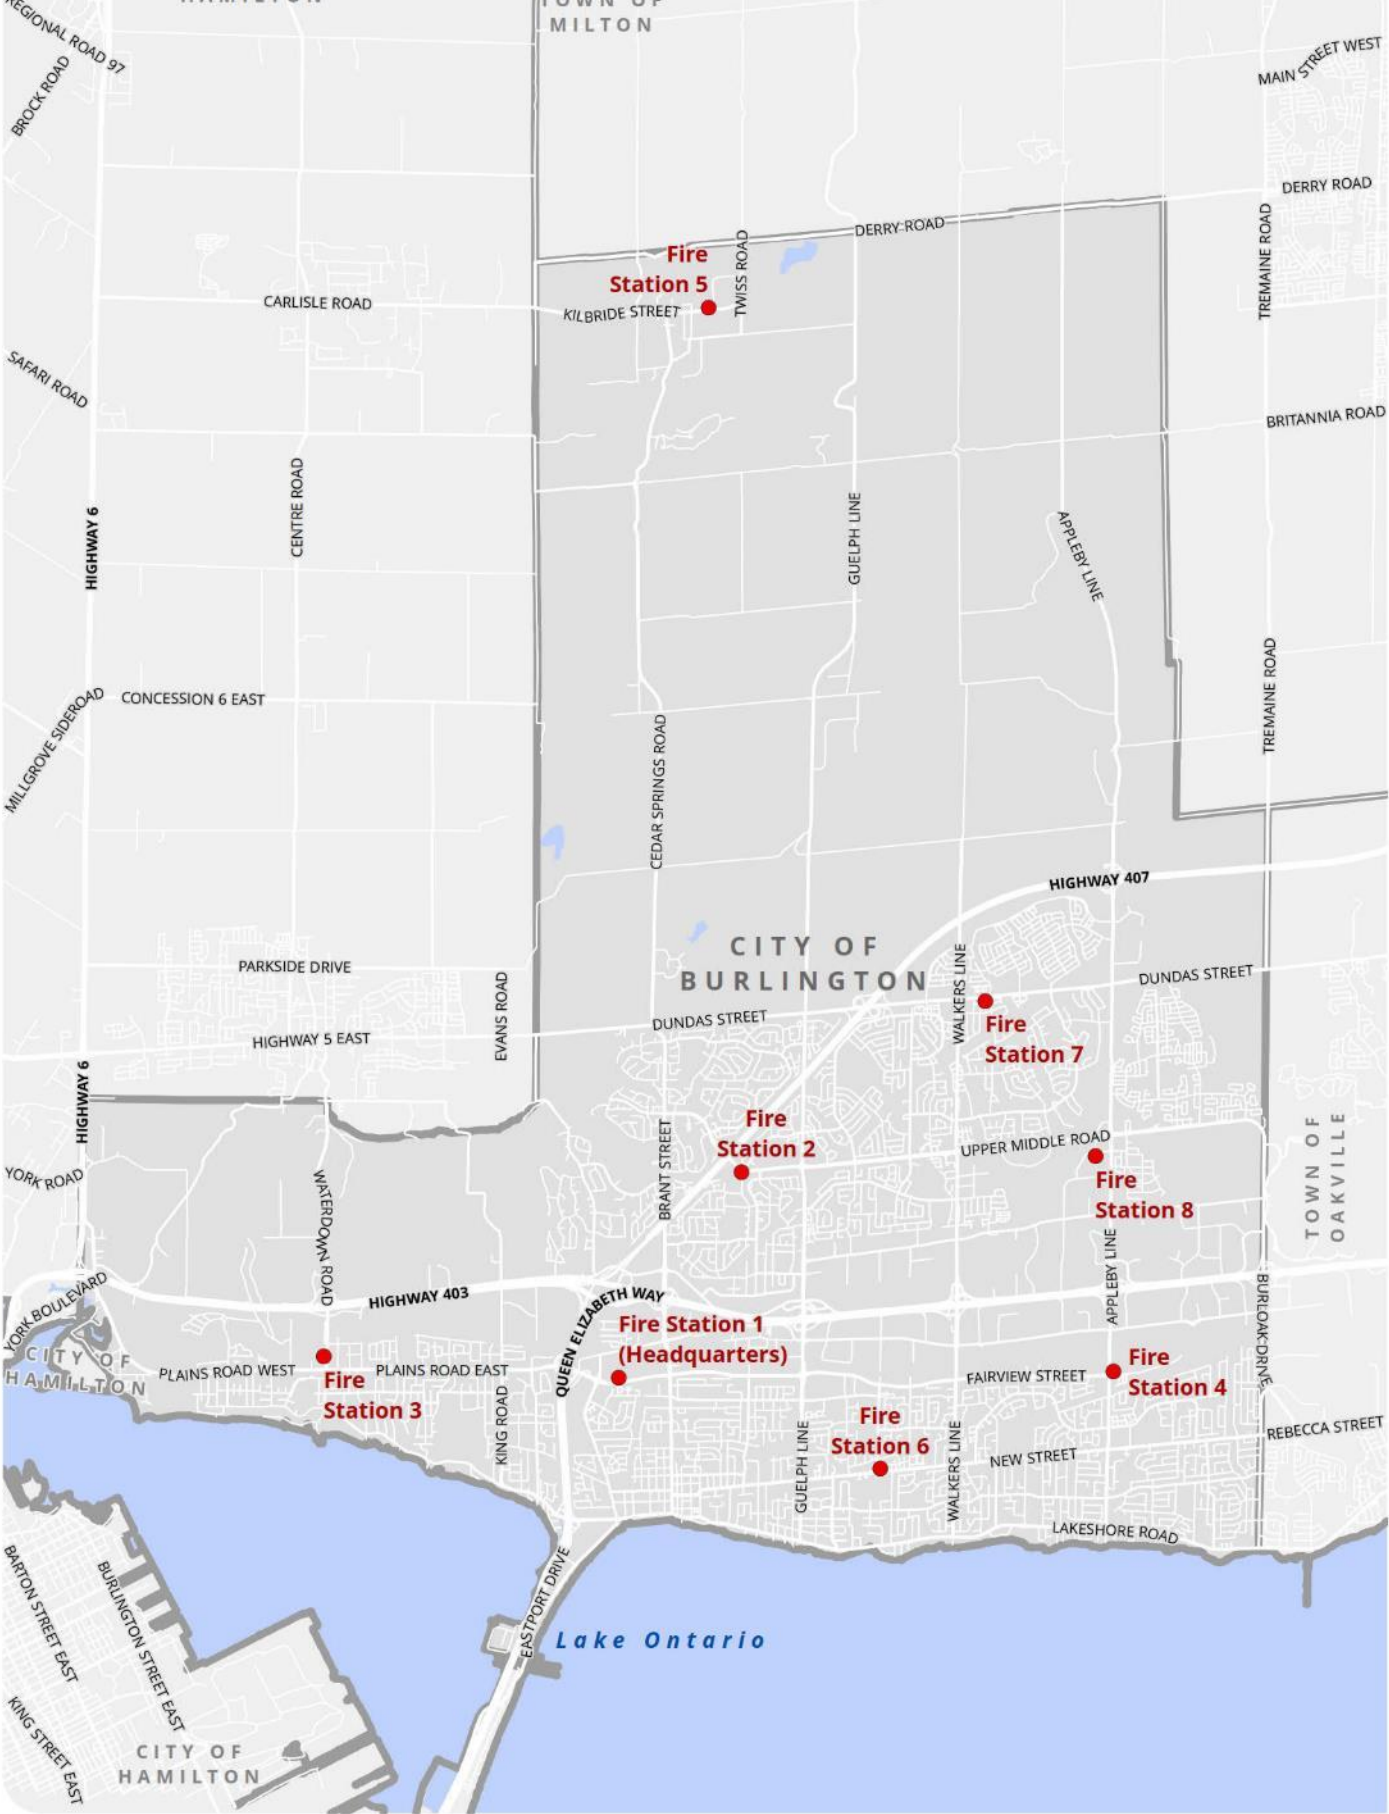 HAMILTON
TOWN OF
MILTON
REGIONAL ROAD 97
BROCK ROAD
MAIN STREET WEST
DERRY ROAD
DERRY ROAD
TREMAINE ROAD
Fire
Station 5
TWISS ROAD
CARLISLE ROAD
KILBRIDE STREET
SAFARI ROAD
BRITANNIA ROAD
CENTRE ROAD
HIGHWAY 6
GUELPH LINE
APPLEBY LINE
TREMAINE ROAD
MILLGROVE SIDEROAD
CONCESSION 6 EAST
CEDAR SPRINGS ROAD
HIGHWAY 407
CITY OF
BURLINGTON
WALKERS LINE
PARKSIDE DRIVE
EVANS ROAD
DUNDAS STREET
DUNDAS STREET
HIGHWAY 5 EAST
Fire
Station 7
HIGHWAY 6
Fire
Station 2
BRANT STREET
UPPER MIDDLE ROAD
TOWN OF
OAKVILLE
YORK ROAD
WATERDOWN ROAD
Fire
Station 8
APPLEBY LINE
YORK BOULEVARD
HIGHWAY 403
QUEEN ELIZABETH WAY
BURLOAK DRIVE
Fire Station 1
(Headquarters)
CITY OF
HAMILTON
PLAINS ROAD WEST
PLAINS ROAD EAST
Fire
Station 3
KING ROAD
FAIRVIEW STREET
Fire
Station 4
Fire
Station 6
GUELPH LINE
WALKERS LINE
NEW STREET
REBECCA STREET
LAKESHORE ROAD
EASTPORT DRIVE
BARTON STREET EAST
BURLINGTON STREET EAST
Lake Ontario
KING STREET EAST
CITY OF
HAMILTON